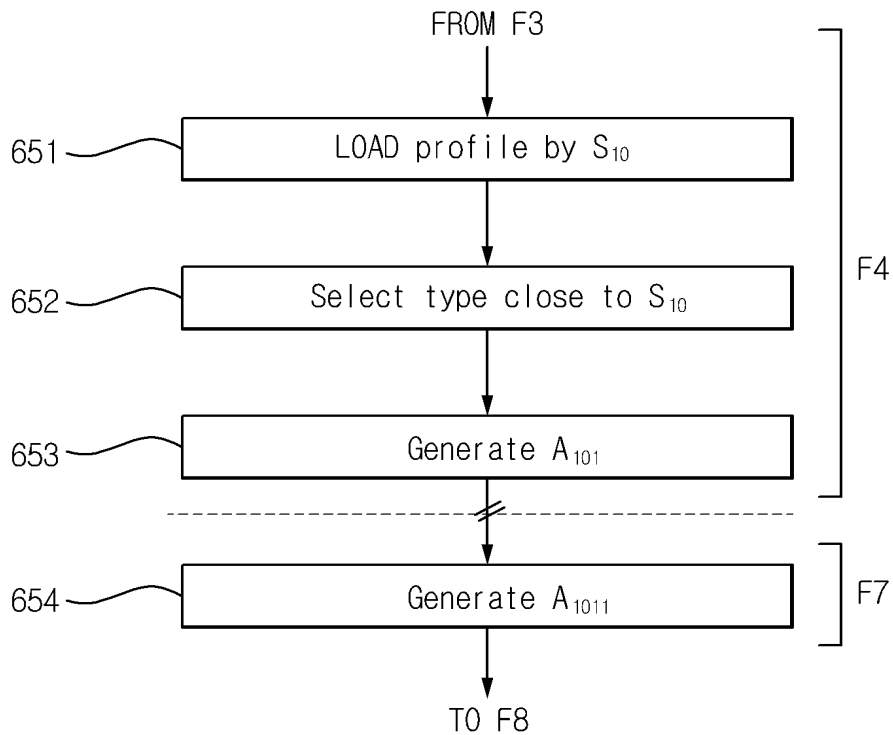 FROM F3
651 LOAD profile by S₁₀
F4
652 Select type close to S₁₀
653 Generate A₁₀₁
654 Generate A₁₀₁₁
F7
TO F8